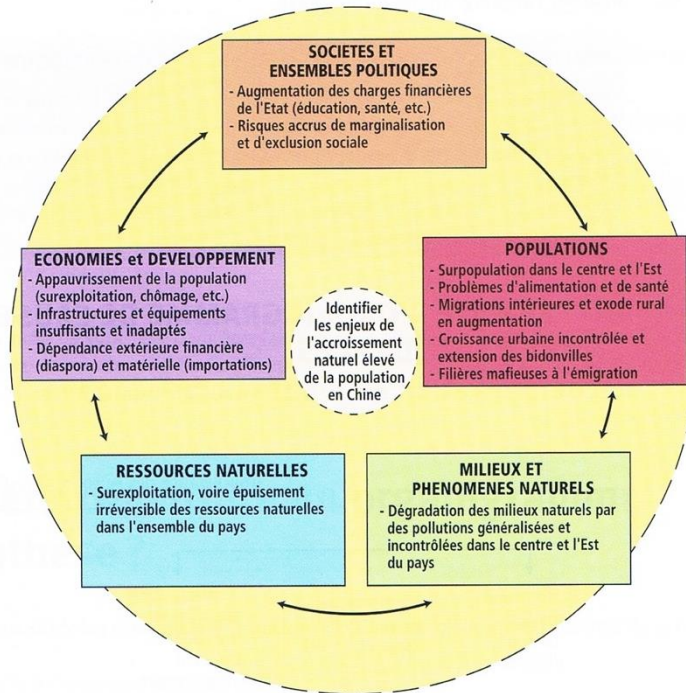 SOCIETES ET
ENSEMBLES POLITIQUES
- Augmentation des charges financières
de l'Etat (éducation, santé, etc.)
- Risques accrus de marginalisation
et d'exclusion sociale
ECONOMIES et DEVELOPPEMENT
- Appauvrissement de la population
(surexploitation, chômage, etc.)
- Infrastructures et équipements
insuffisants et inadaptés
- Dépendance extérieure financière
(diaspora) et matérielle (importations)
Identifier
les enjeux de
l'accroissement
naturel élevé
de la population
en Chine
POPULATIONS
- Surpopulation dans le centre et l'Est
- Problèmes d'alimentation et de santé
- Migrations intérieures et exode rural
en augmentation
- Croissance urbaine incontrôlée et
extension des bidonvilles
- Filières mafieuses à l'émigration
RESSOURCES NATURELLES
- Surexploitation, voire épuisement
irréversible des ressources naturelles
dans l'ensemble du pays
MILIEUX ET
PHENOMENES NATURELS
- Dégradation des milieux naturels par
des pollutions généralisées et
incontrôlées dans le centre et l'Est
du pays